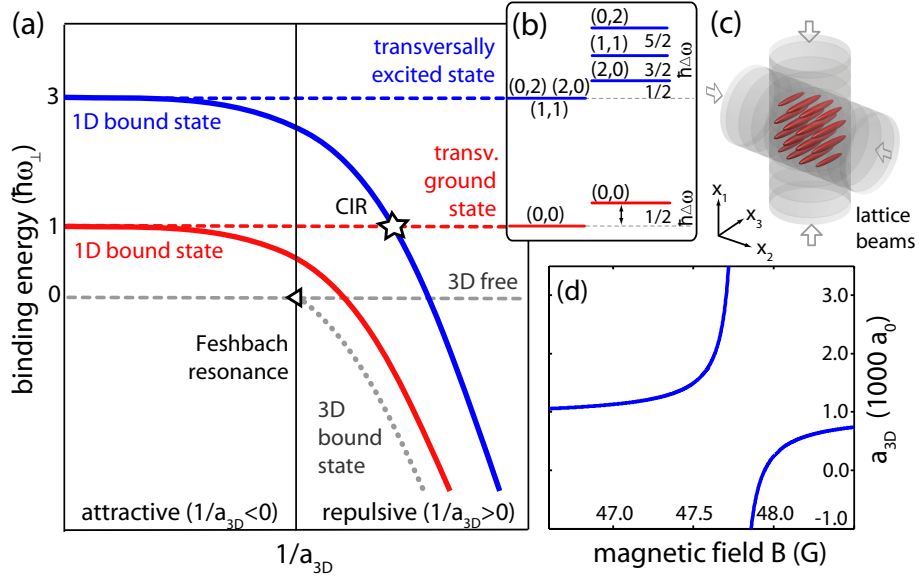 (a)
binding energy (ħω⊥)
3
1
0
transversally
excited state
1D bound state
transv.
ground
state
CIR
1D bound state
3D free
Feshbach
resonance
3D
bound
state
attractive (1/a3D<0)
repulsive (1/a3D>0)
1/a3D
(b)
(0,2)
(1,1)
5/2
(2,0)
3/2
ħΔω
(0,2) (2,0)
1/2
(1,1)
(0,0)
(0,0)
1/2
ħΔω
(c)
x1
x3
x2
lattice
beams
(d)
3.0
2.0
1.0
0.0
-1.0
a3D (1000 a0)
47.0
47.5
48.0
magnetic field B (G)